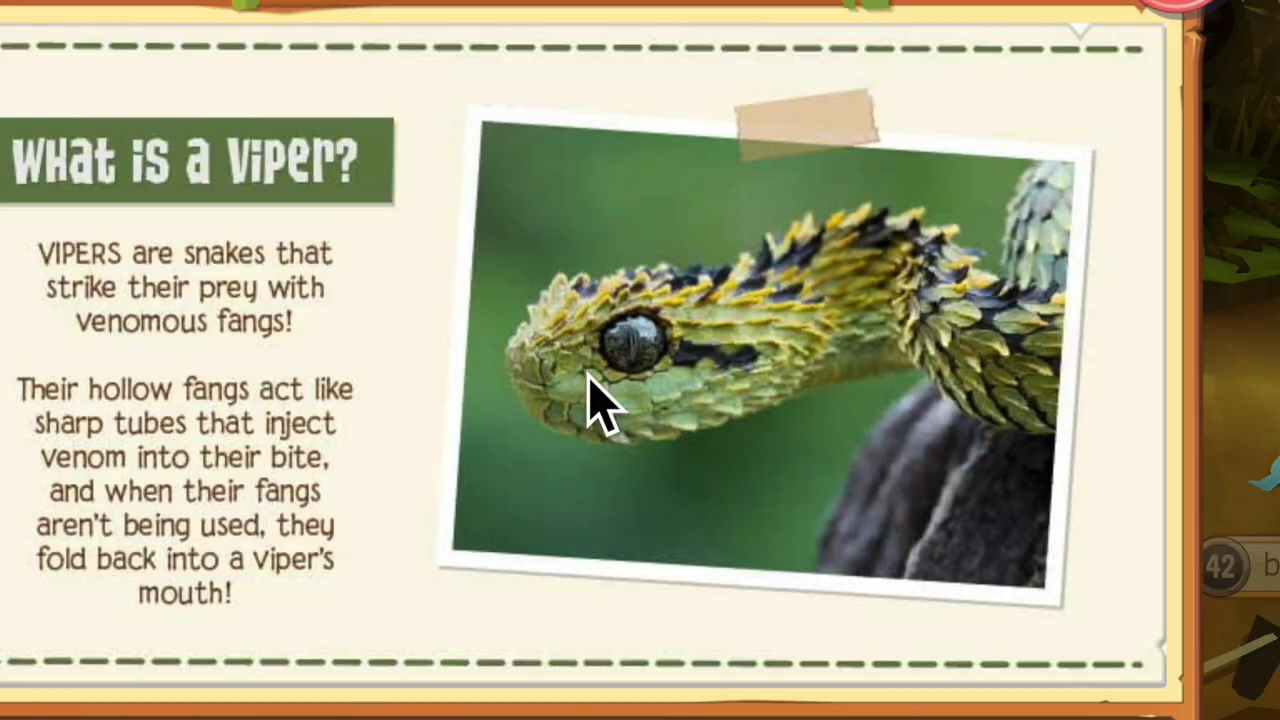 What is a Viper?
VIPERS are snakes that
strike their prey with
venomous fangs!
Their hollow fangs act like
sharp tubes that inject
venom into their bite,
and when their fangs
aren't being used, they
fold back into a viper's
mouth!
42